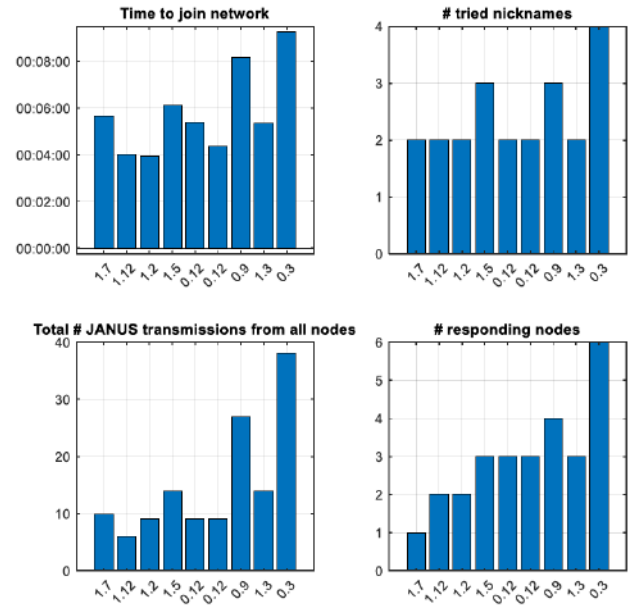 Time to join network
00:08:00
00:06:00
00:04:00
00:02:00
00:00:00
1.7 1.12 1.2 1.5 0.12 0.12 0.9 1.3 0.3
# tried nicknames
4
3
2
1
0
1.7 1.12 1.2 1.5 0.12 0.12 0.9 1.3 0.3
Total # JANUS transmissions from all nodes
40
30
20
10
0
1.7 1.12 1.2 1.5 0.12 0.12 0.9 1.3 0.3
# responding nodes
6
5
4
3
2
1
0
1.7 1.12 1.2 1.5 0.12 0.12 0.9 1.3 0.3